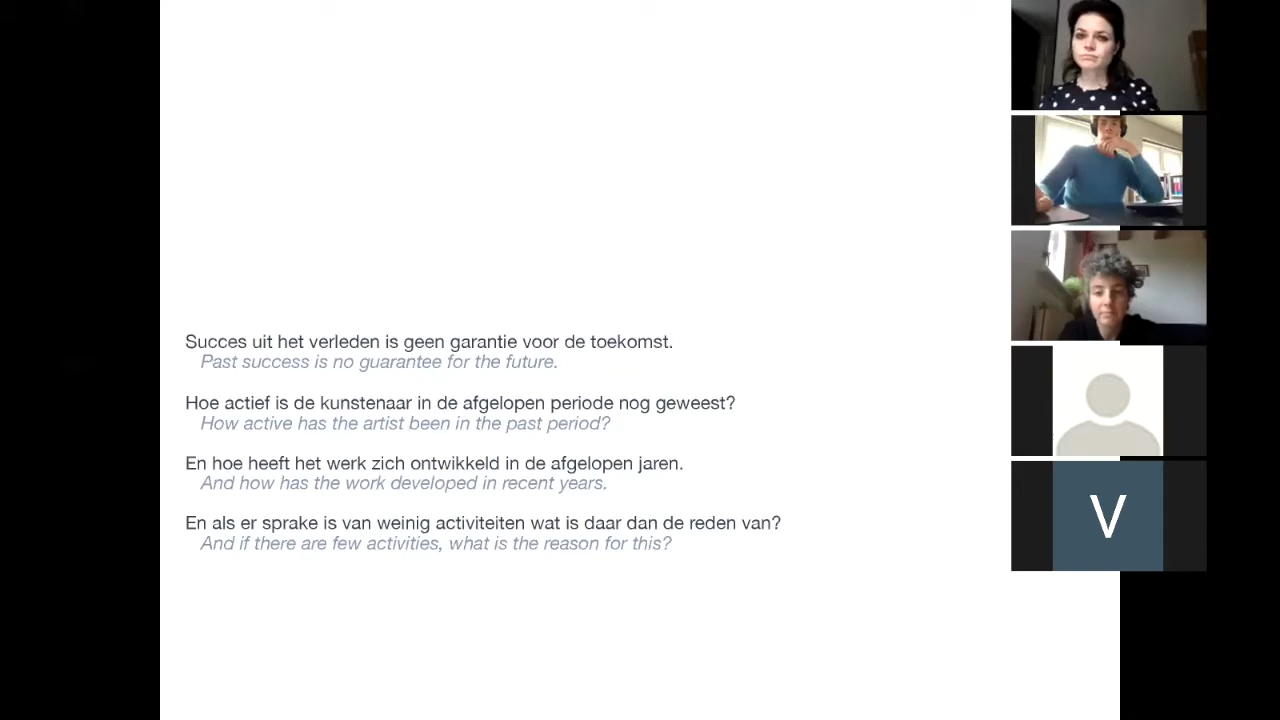 Succes uit het verleden is geen garantie voor de toekomst.
Past success is no guarantee for the future.
Hoe actief is de kunstenaar in de afgelopen periode nog geweest?
How active has the artist been in the past period?
En hoe heeft het werk zich ontwikkeld in de afgelopen jaren.
And how has the work developed in recent years.
En als er sprake is van weinig activiteiten wat is daar dan de reden van?
And if there are few activities, what is the reason for this?
V